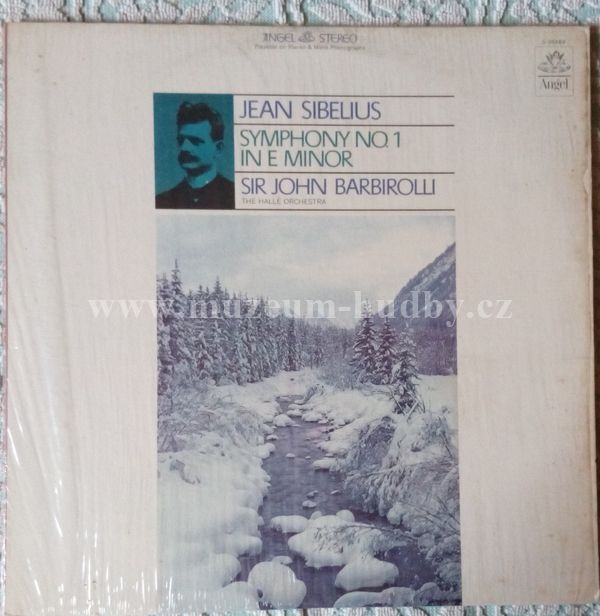 ANGEL STEREO
Playable on Stereo & Mono Phonographs
Angel
JEAN SIBELIUS
SYMPHONY NO. 1
IN E MINOR
SIR JOHN BARBIROLLI
THE HALLÉ ORCHESTRA
www.muzeum-hudby.cz